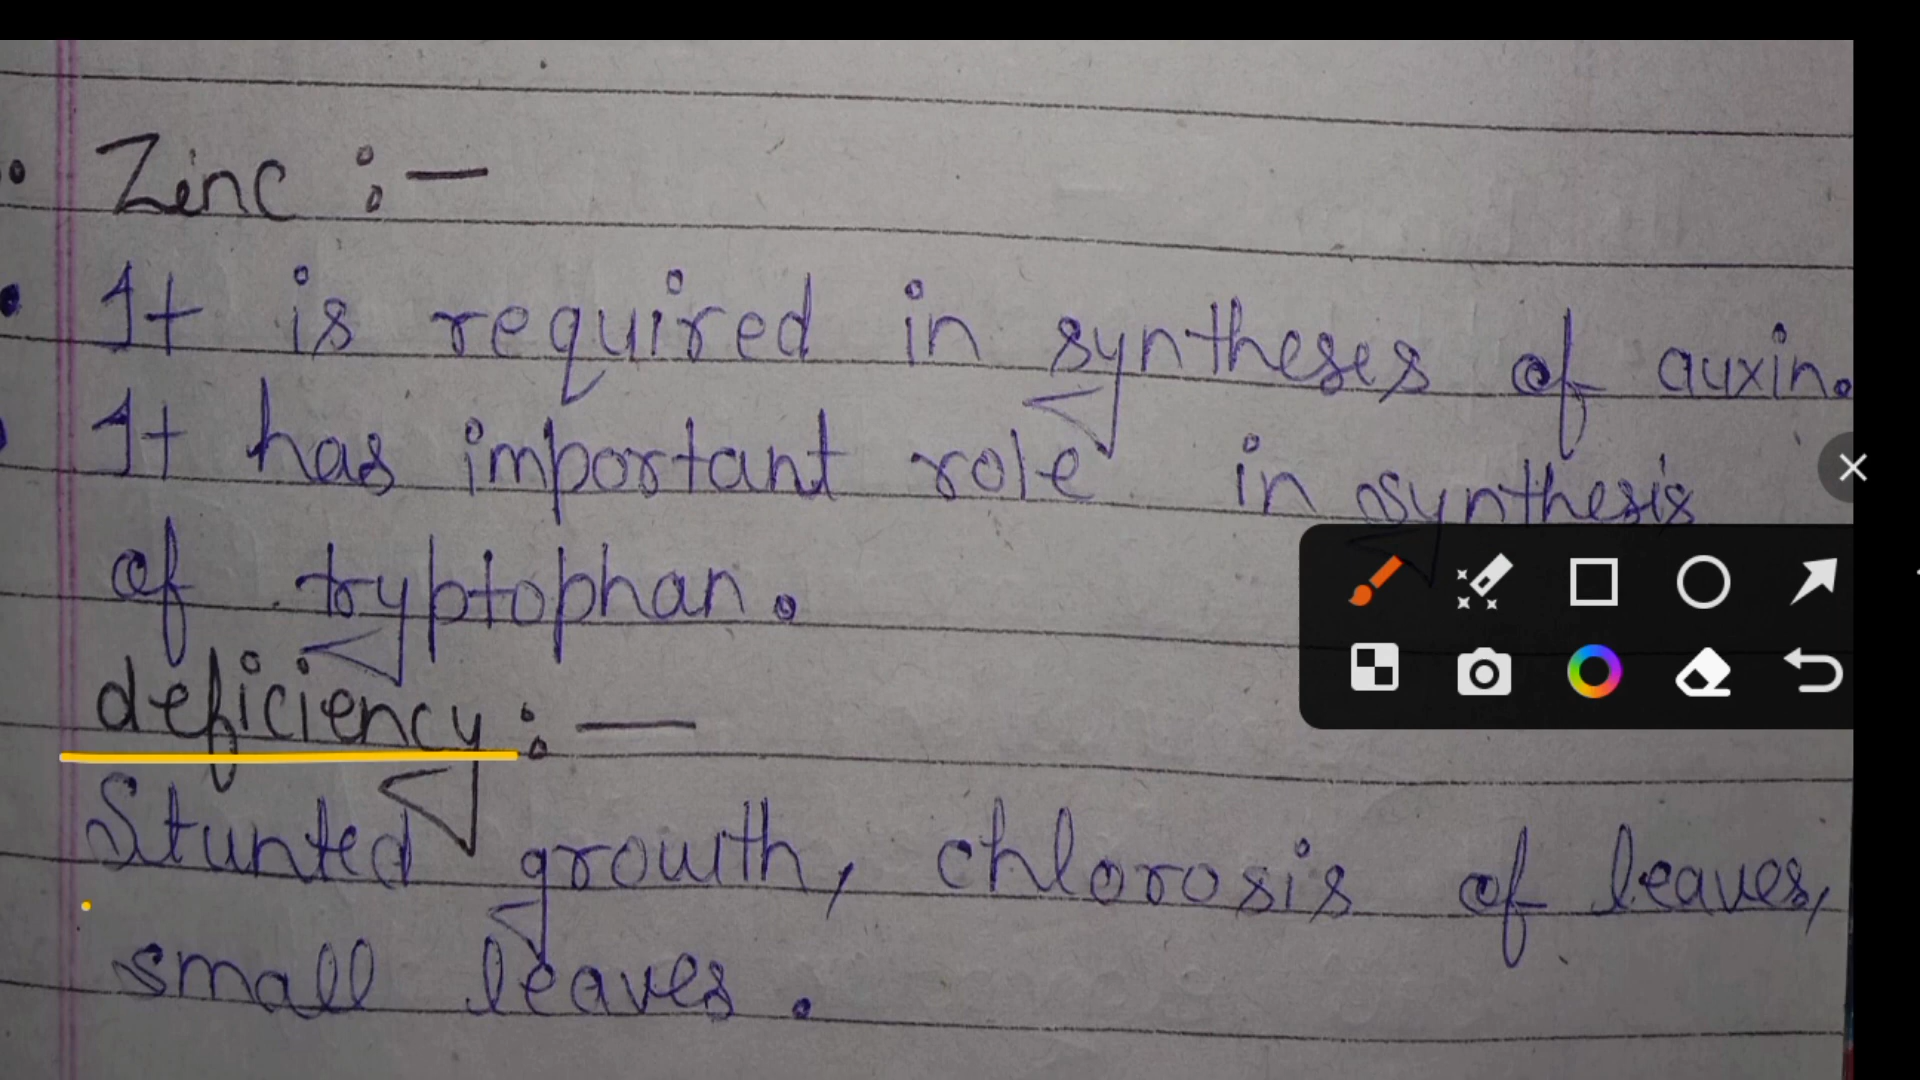 Zinc :-
• It is required in syntheses of auxin.
• It has important role in synthesis
of tryptophan.
deficiency :-
Stunted growth, chlorosis of leaves,
small leaves.